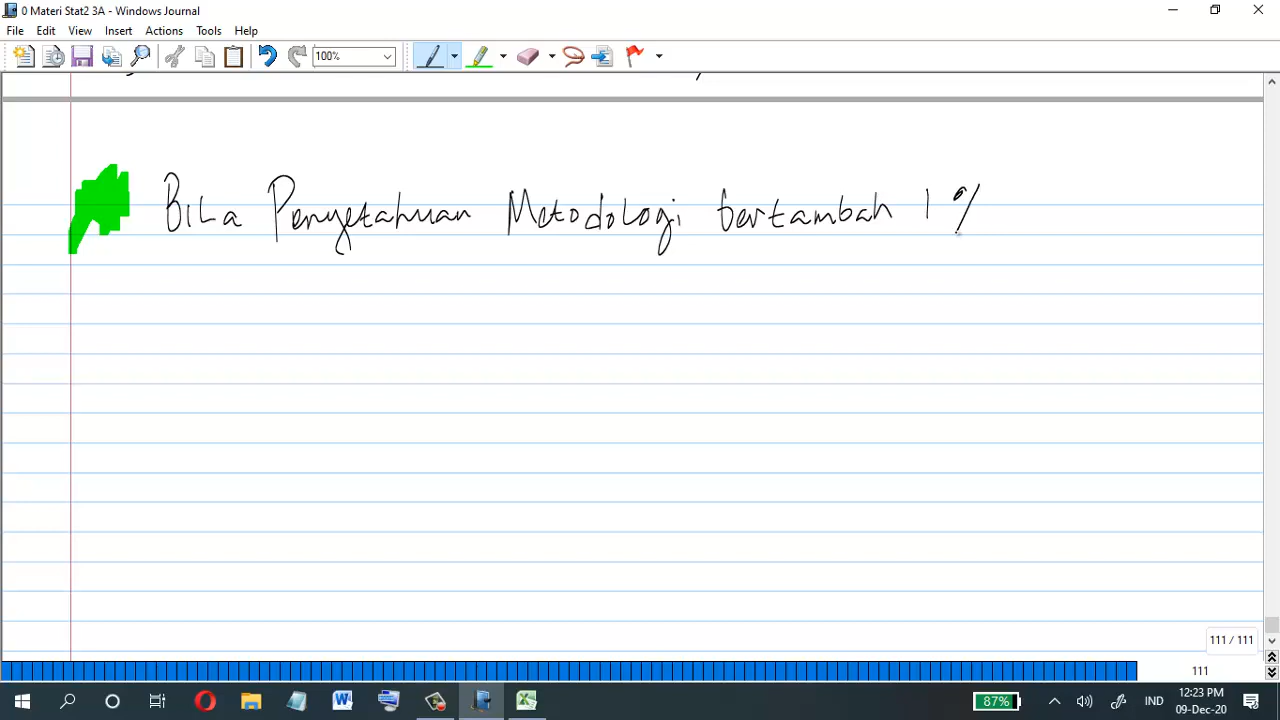 0 Materi Stat2 3A - Windows Journal
File Edit View Insert Actions Tools Help
100%
Bila Pengetahuan Metodologi bertambah 1 %
111 / 111
111
87% IND 12:23 PM
09-Dec-20